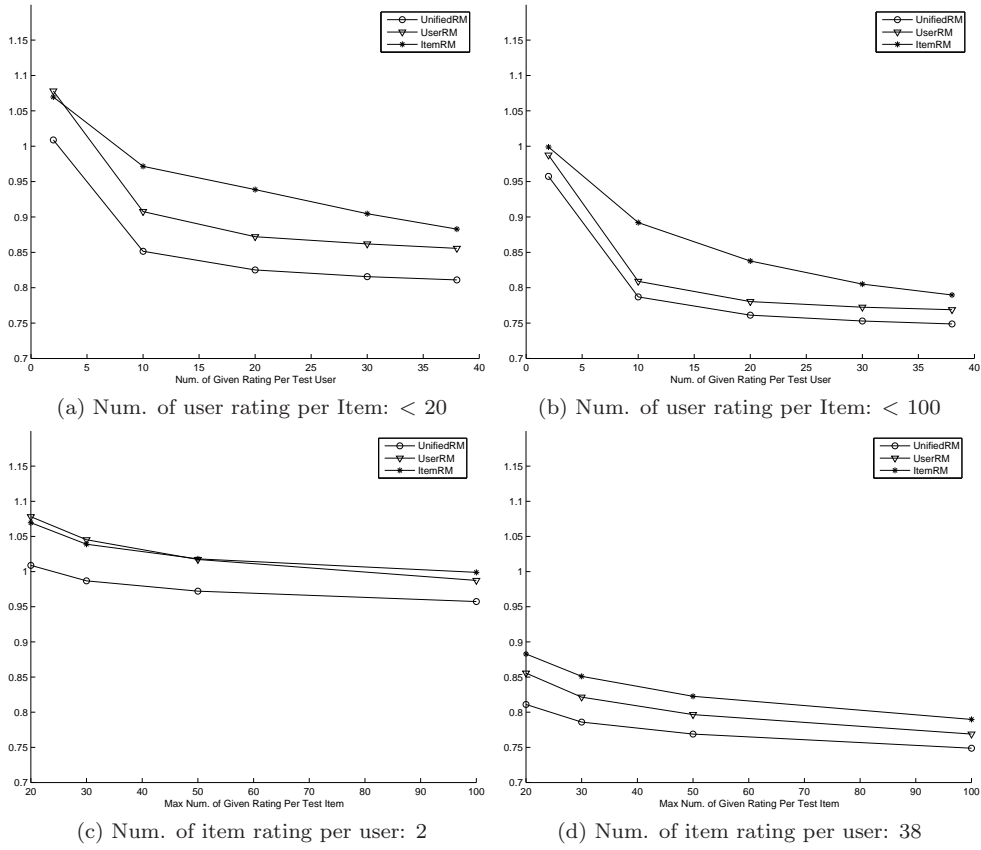 1.15
1.1
1.05
1
0.95
0.9
0.85
0.8
0.75
0.7
0 5 10 15 20 25 30 35 40
Num. of Given Rating Per Test User
UnifiedRM
UserRM
ItemRM
(a) Num. of user rating per Item: < 20
1.15
1.1
1.05
1
0.95
0.9
0.85
0.8
0.75
0.7
0 5 10 15 20 25 30 35 40
Num. of Given Rating Per Test User
UnifiedRM
UserRM
ItemRM
(b) Num. of user rating per Item: < 100
1.15
1.1
1.05
1
0.95
0.9
0.85
0.8
0.75
0.7
20 30 40 50 60 70 80 90 100
Max Num. of Given Rating Per Test Item
UnifiedRM
UserRM
ItemRM
(c) Num. of item rating per user: 2
1.15
1.1
1.05
1
0.95
0.9
0.85
0.8
0.75
0.7
20 30 40 50 60 70 80 90 100
Max Num. of Given Rating Per Test Item
UnifiedRM
UserRM
ItemRM
(d) Num. of item rating per user: 38